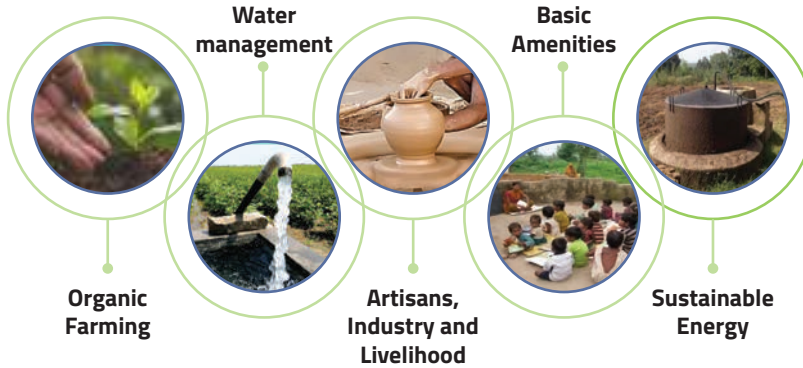 Water
management
Basic
Amenities
Organic
Farming
Artisans,
Industry and
Livelihood
Sustainable
Energy